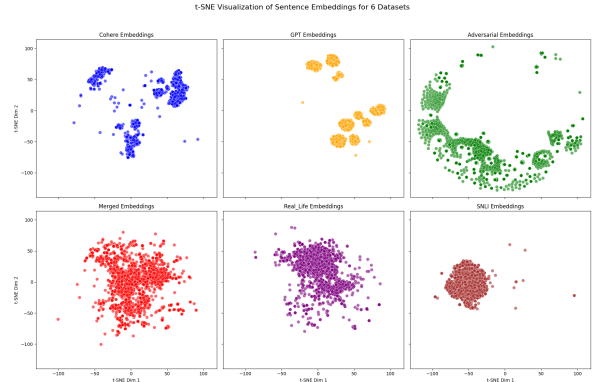 t-SNE Visualization of Sentence Embeddings for 6 Datasets
Cohere Embeddings
GPT Embeddings
Adversarial Embeddings
t-SNE Dim 2
100
50
0
−50
−100
Merged Embeddings
Real_Life Embeddings
SNLI Embeddings
t-SNE Dim 2
100
50
0
−50
−100
−100 −50 0 50 100
−100 −50 0 50 100
−100 −50 0 50 100
t-SNE Dim 1
t-SNE Dim 1
t-SNE Dim 1